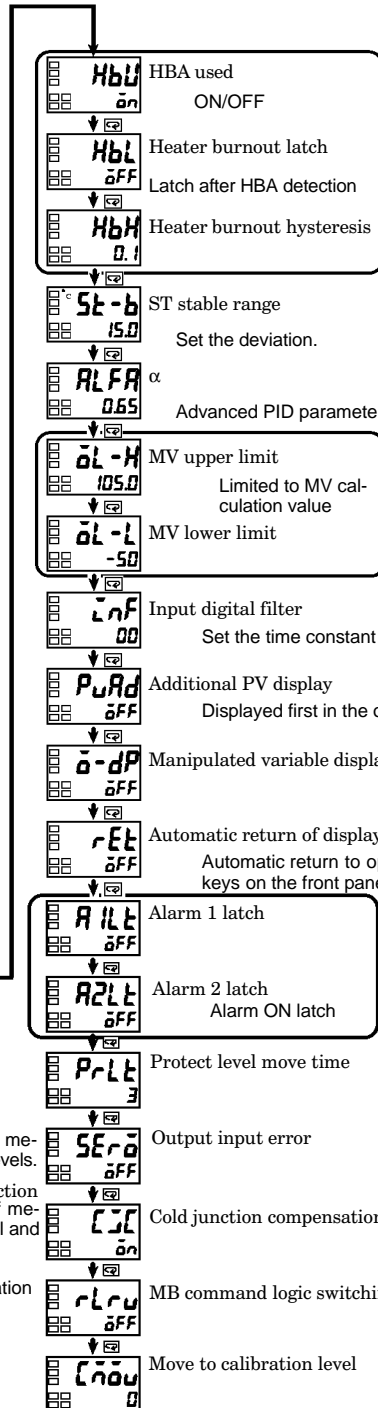 HbU
HBA used
ON/OFF
on
HbL
Heater burnout latch
oFF
Latch after HBA detection
HbH
Heater burnout hysteresis
0.1
°c
St-b
ST stable range
15.0
Set the deviation.
ALFA
α
0.65
Advanced PID paramete
oL-H
MV upper limit
105.0
Limited to MV cal-
culation value
oL-L
MV lower limit
-5.0
inF
Input digital filter
0.0
Set the time constant
PvAd
Additional PV display
oFF
Displayed first in the
o-dP
Manipulated variable displa
oFF
rEt
Automatic return of display
oFF
Automatic return to
keys on the front pane
A1Lt
Alarm 1 latch
oFF
A2Lt
Alarm 2 latch
Alarm ON latch
oFF
PrLt
Protect level move time
3
me-
vels.
SEro
Output input error
oFF
ction
me-
l and
CJC
Cold junction compensation
on
ation
rLrv
MB command logic switchi
oFF
Cmov
Move to calibration level
0